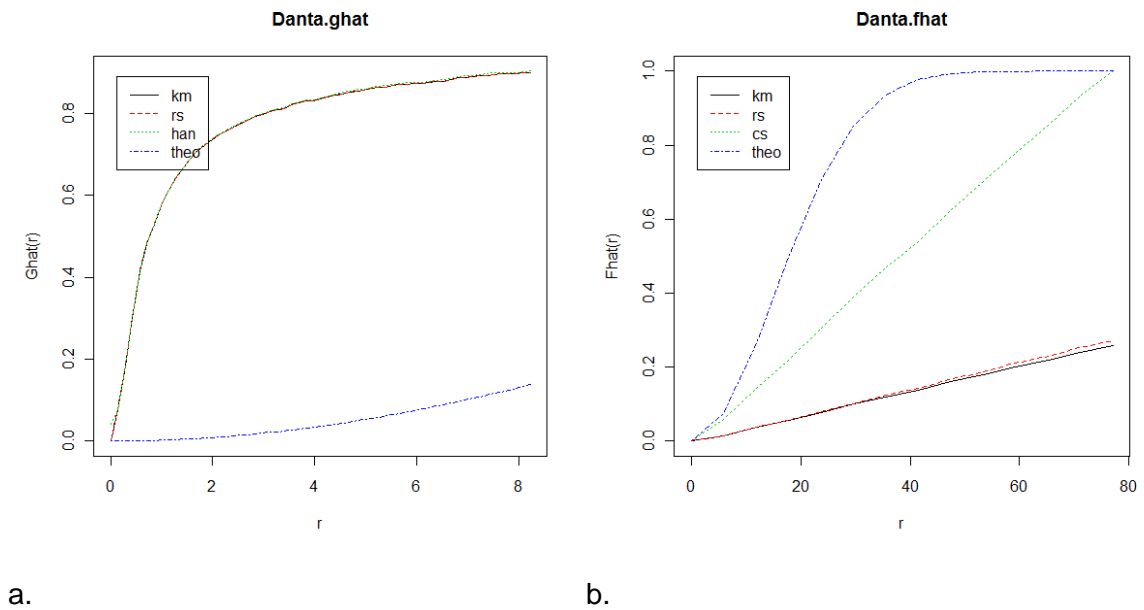 Danta.ghat
Ghat(r)
0.0 0.2 0.4 0.6 0.8
km
rs
han
theo
0 2 4 6 8
r
a.
Danta.fhat
Fhat(r)
0.0 0.2 0.4 0.6 0.8 1.0
km
rs
cs
theo
0 20 40 60 80
r
b.